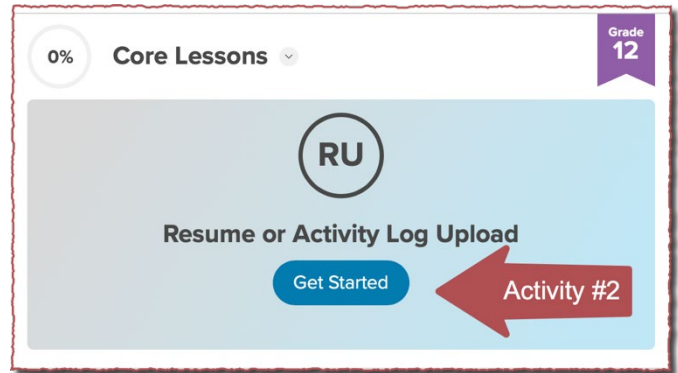 0%
Core Lessons
Grade
12
RU
Resume or Activity Log Upload
Get Started
Activity #2